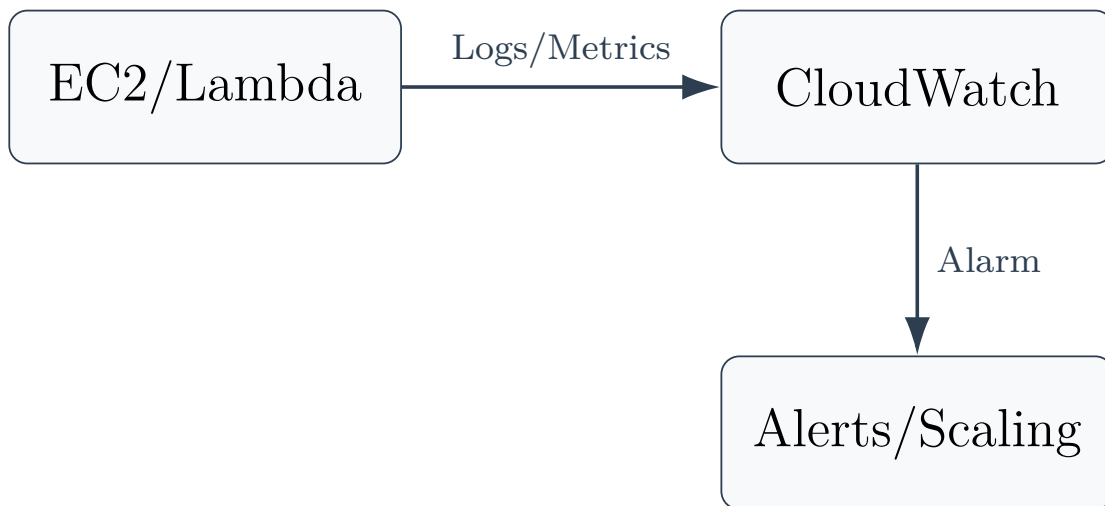 EC2/Lambda
Logs/Metrics
CloudWatch
Alarm
Alerts/Scaling